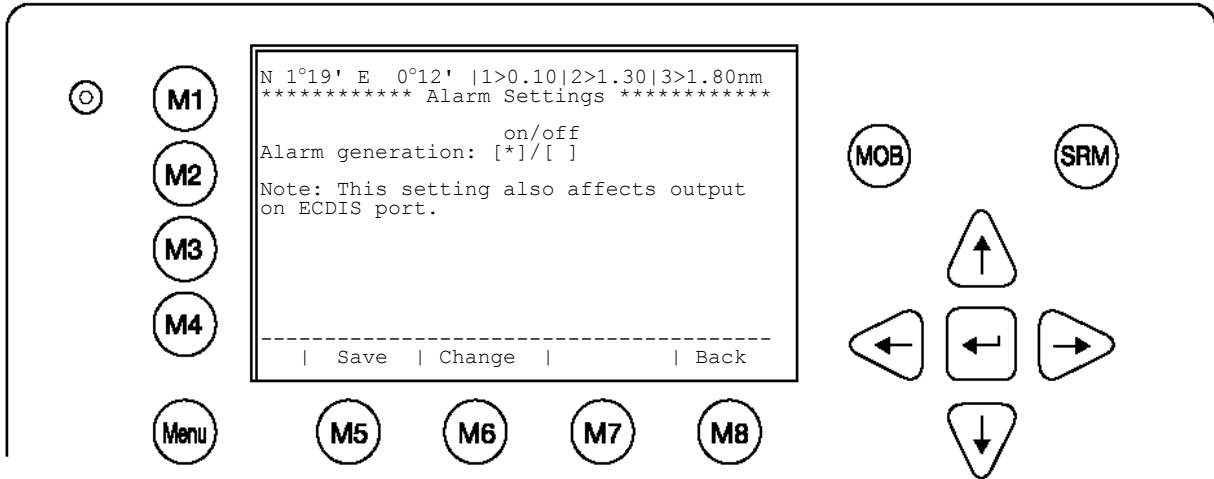 N 1°19' E 0°12' |1>0.10|2>1.30|3>1.80nm
************ Alarm Settings ************
on/off
Alarm generation: [*]/[ ]
Note: This setting also affects output
on ECDIS port.
----------------------------------------
| Save | Change | | Back
M1
M2
M3
M4
Menu
M5
M6
M7
M8
MOB
SRM